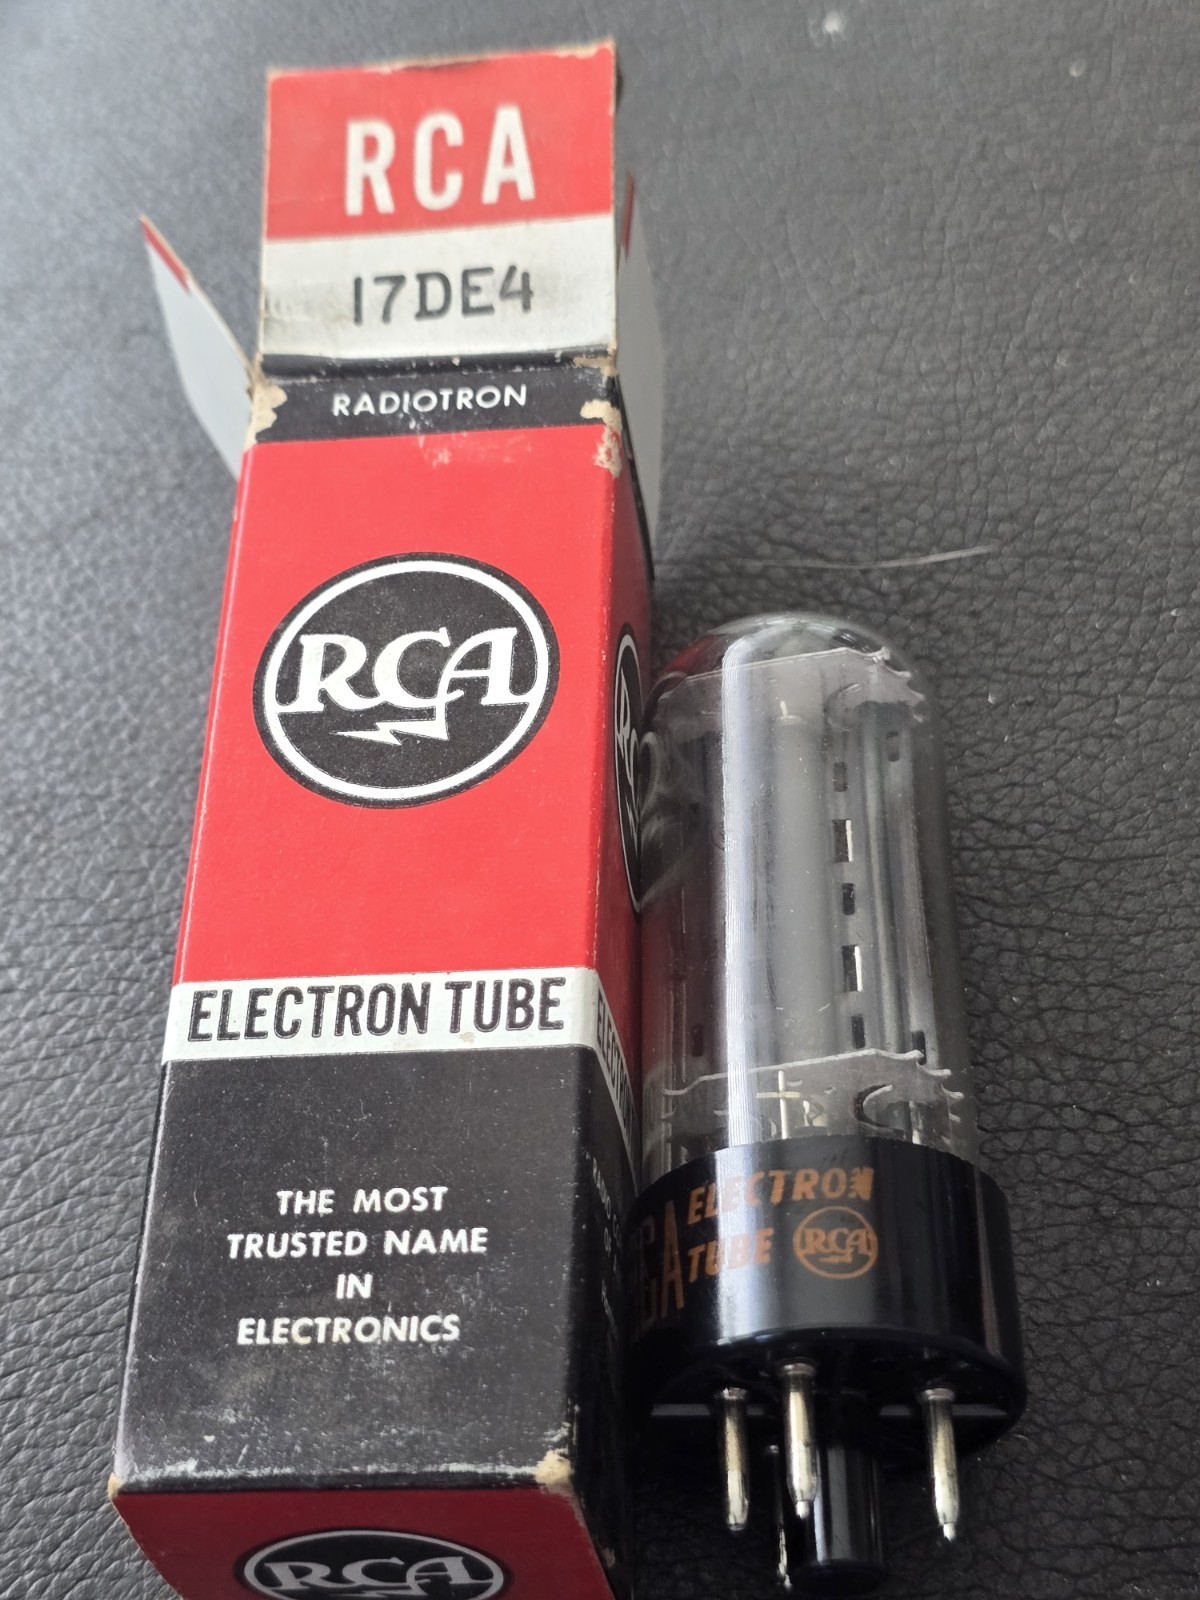 RCA
17DE4
RADIOTRON
RCA
ELECTRON TUBE
THE MOST
TRUSTED NAME
IN
ELECTRONICS
RCA
ELECTRON
TUBE
RCA